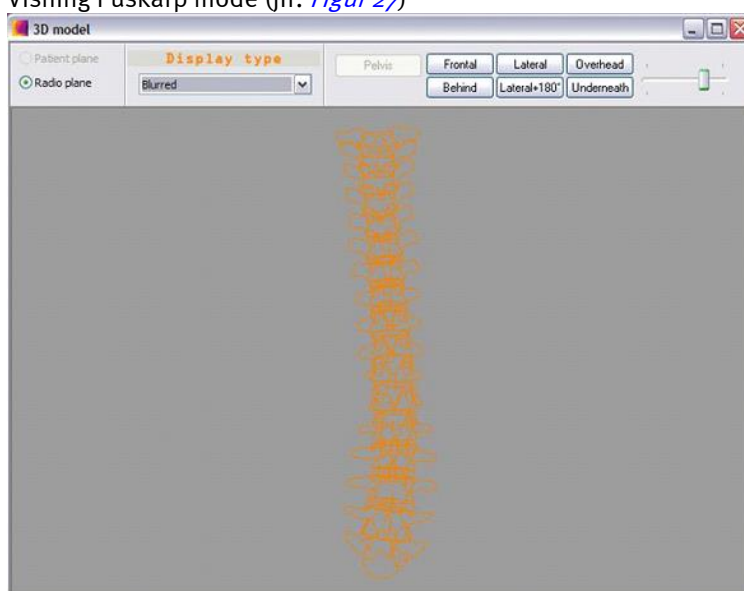 Visning i uskarp mode (jfr. Figur 27)
3D model
Patient plane
Radio plane
Display type
Blurred
Pelvis
Frontal
Lateral
Overhead
Behind
Lateral+180°
Underneath